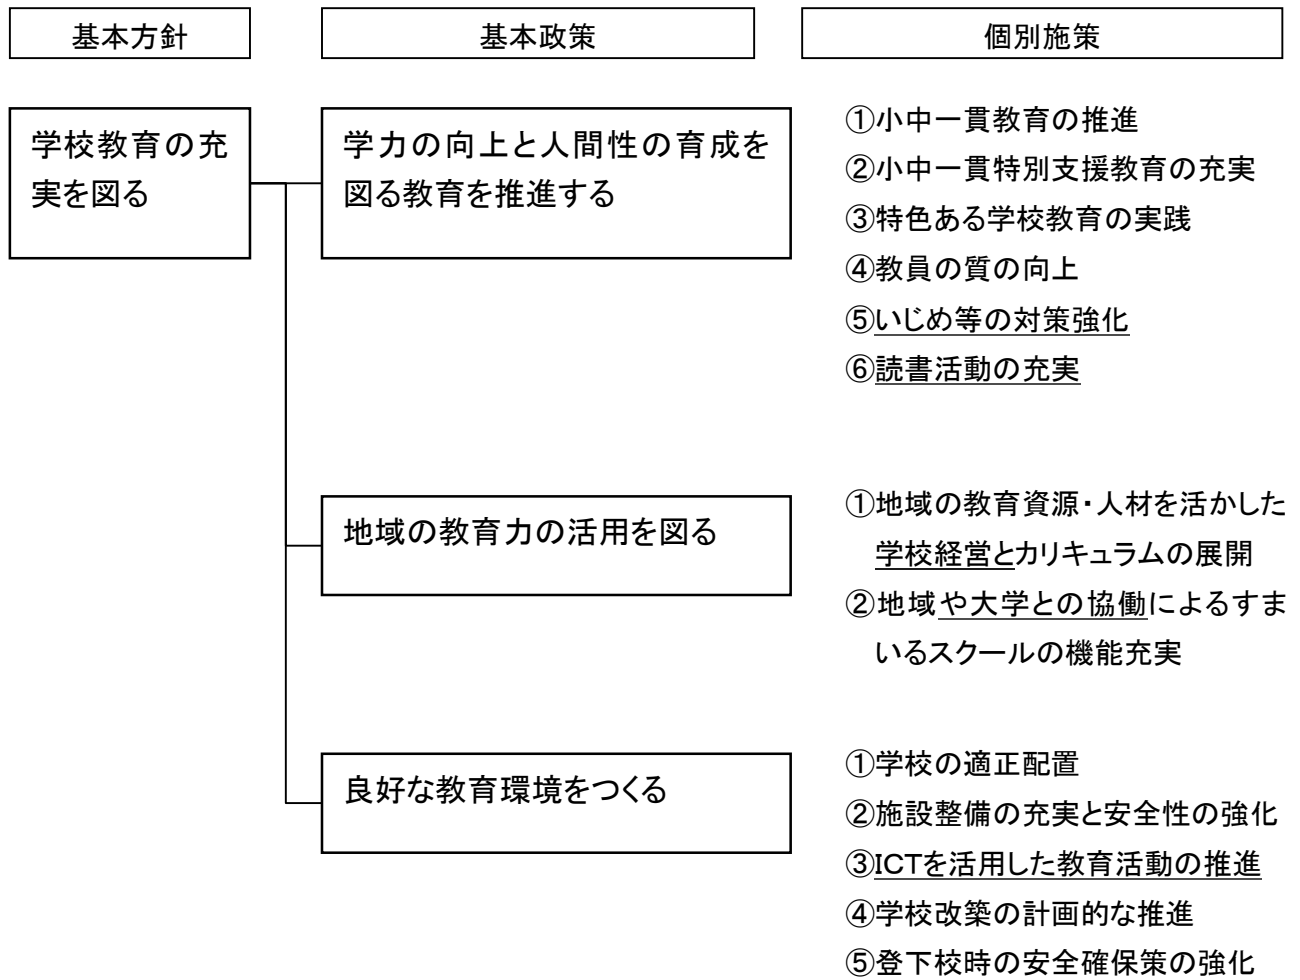 基本方針
基本政策
個別施策
学校教育の充
実を図る
学力の向上と人間性の育成を
図る教育を推進する
①小中一貫教育の推進
②小中一貫特別支援教育の充実
③特色ある学校教育の実践
④教員の質の向上
⑤いじめ等の対策強化
⑥読書活動の充実
地域の教育力の活用を図る
①地域の教育資源・人材を活かした
学校経営とカリキュラムの展開
②地域や大学との協働によるすま
いるスクールの機能充実
良好な教育環境をつくる
①学校の適正配置
②施設整備の充実と安全性の強化
③ICTを活用した教育活動の推進
④学校改築の計画的な推進
⑤登下校時の安全確保策の強化